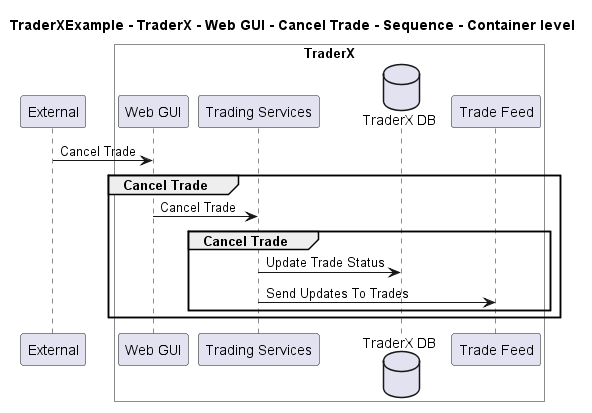 TraderXExample - TraderX - Web GUI - Cancel Trade - Sequence - Container level
TraderX
External
Web GUI
Trading Services
TraderX DB
Trade Feed
Cancel Trade
Cancel Trade
Cancel Trade
Cancel Trade
Update Trade Status
Send Updates To Trades
External
Web GUI
Trading Services
TraderX DB
Trade Feed